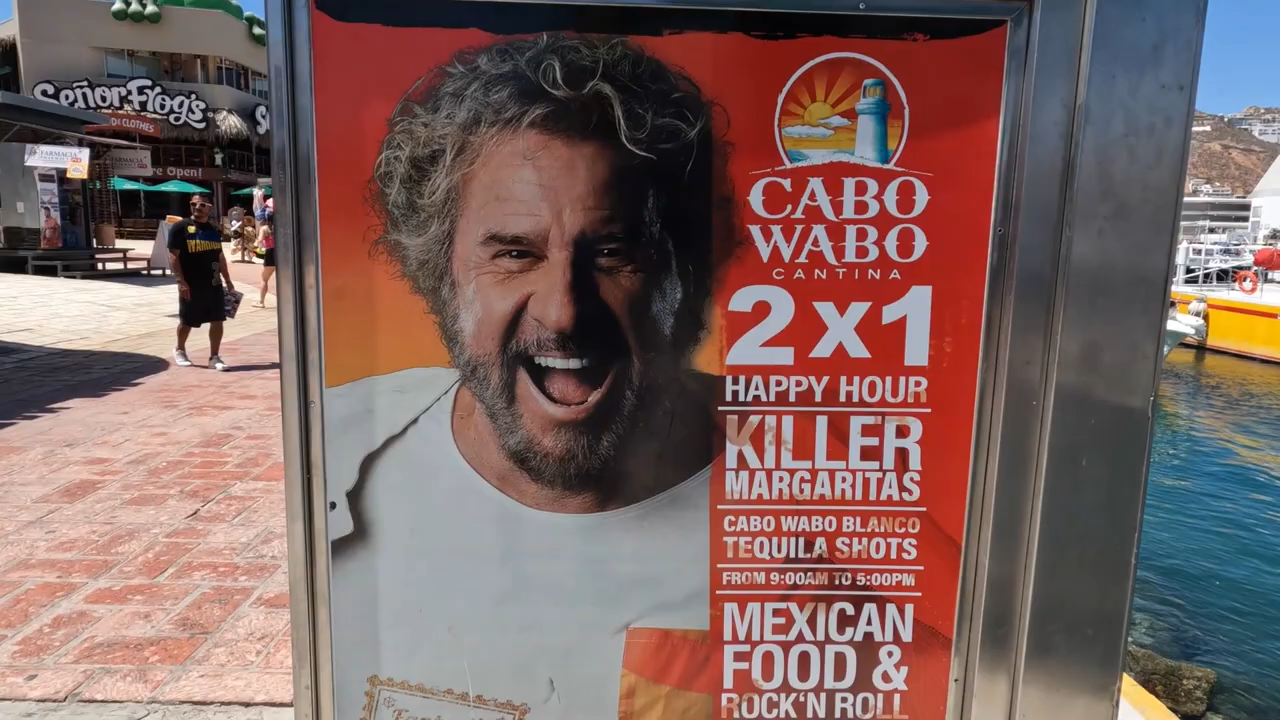 Señor Frog's
CLOTHES
FARMACIA
FARMACIA
Open!
CABO
WABO
CANTINA
2x1
HAPPY HOUR
KILLER
MARGARITAS
CABO WABO BLANCO
TEQUILA SHOTS
FROM 9:00AM TO 5:00PM
MEXICAN
FOOD &
ROCK'N ROLL